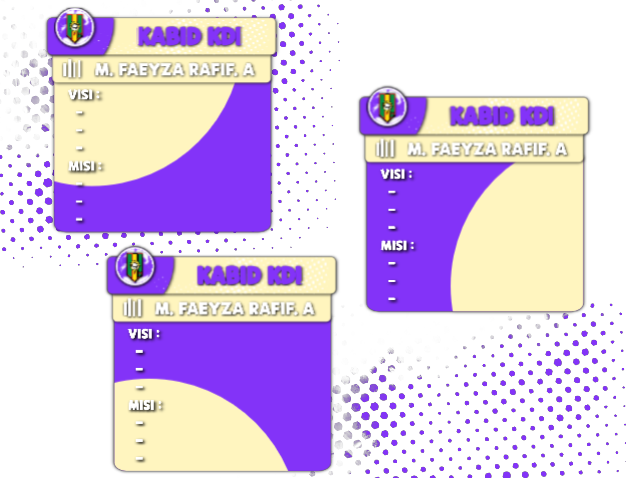 KABID KDI
M. FAEYZA RAFIF. A
VISI :
-
-
-
MISI :
-
-
-
KABID KDI
M. FAEYZA RAFIF. A
VISI :
-
-
-
MISI :
-
-
-
KABID KDI
M. FAEYZA RAFIF. A
VISI :
-
-
-
MISI :
-
-
-